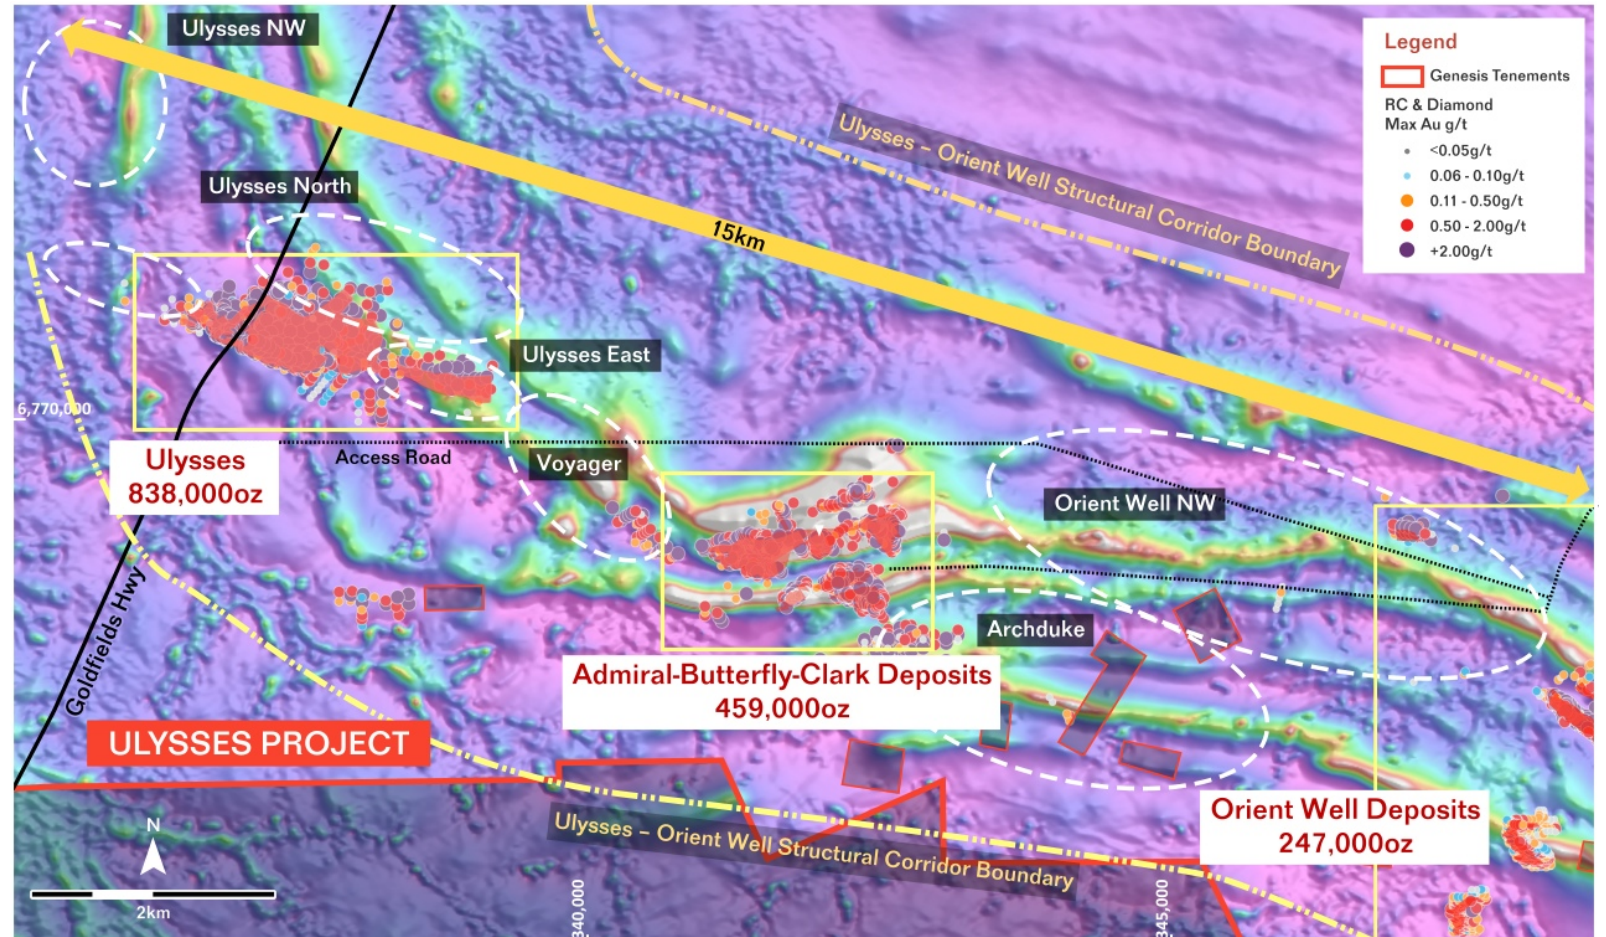 Ulysses NW
Legend
Genesis Tenements
RC & Diamond
Max Au g/t
<0.05g/t
0.06 - 0.10g/t
0.11 - 0.50g/t
0.50 - 2.00g/t
+2.00g/t
Ulysses – Orient Well Structural Corridor Boundary
Ulysses North
15km
Ulysses East
6,770,000
Ulysses
838,000oz
Access Road
Voyager
Orient Well NW
Goldfields Hwy
Archduke
Admiral-Butterfly-Clark Deposits
459,000oz
ULYSSES PROJECT
Orient Well Deposits
247,000oz
Ulysses – Orient Well Structural Corridor Boundary
N
2km
340,000
345,000